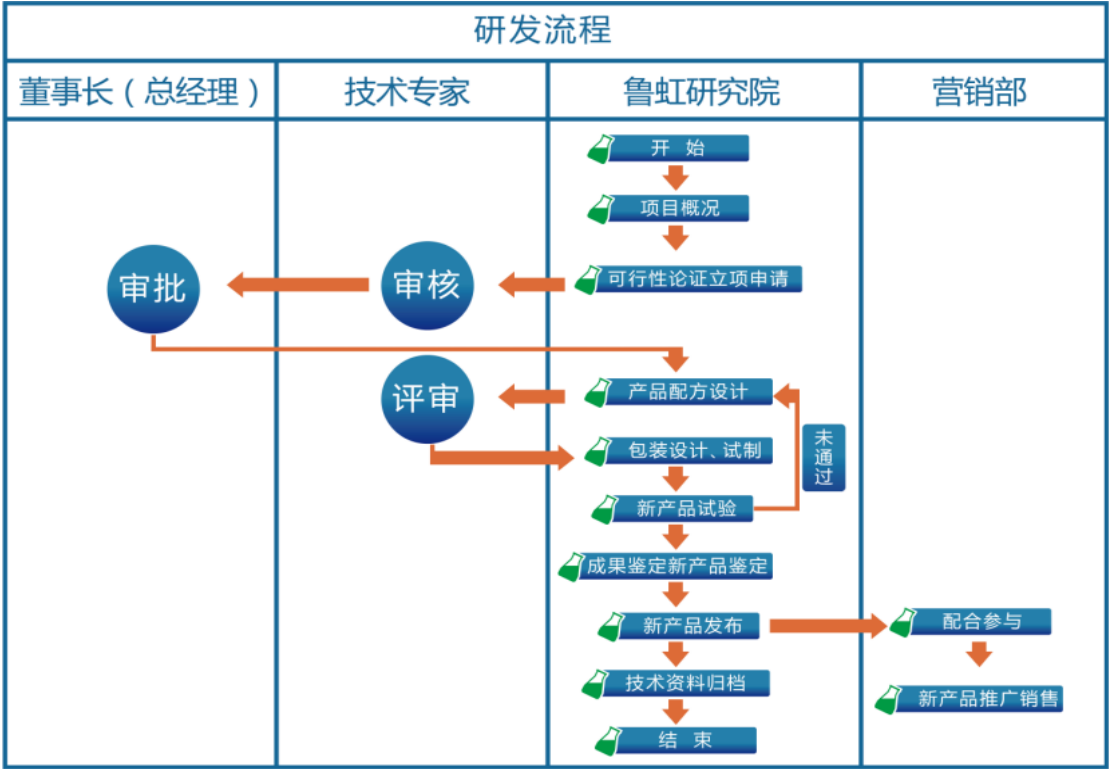 研发流程
董事长（总经理）
技术专家
鲁虹研究院
营销部
开 始
项目概况
可行性论证立项申请
审核
审批
产品配方设计
评审
包装设计、试制
未通过
新产品试验
成果鉴定新产品鉴定
新产品发布
配合参与
技术资料归档
新产品推广销售
结 束